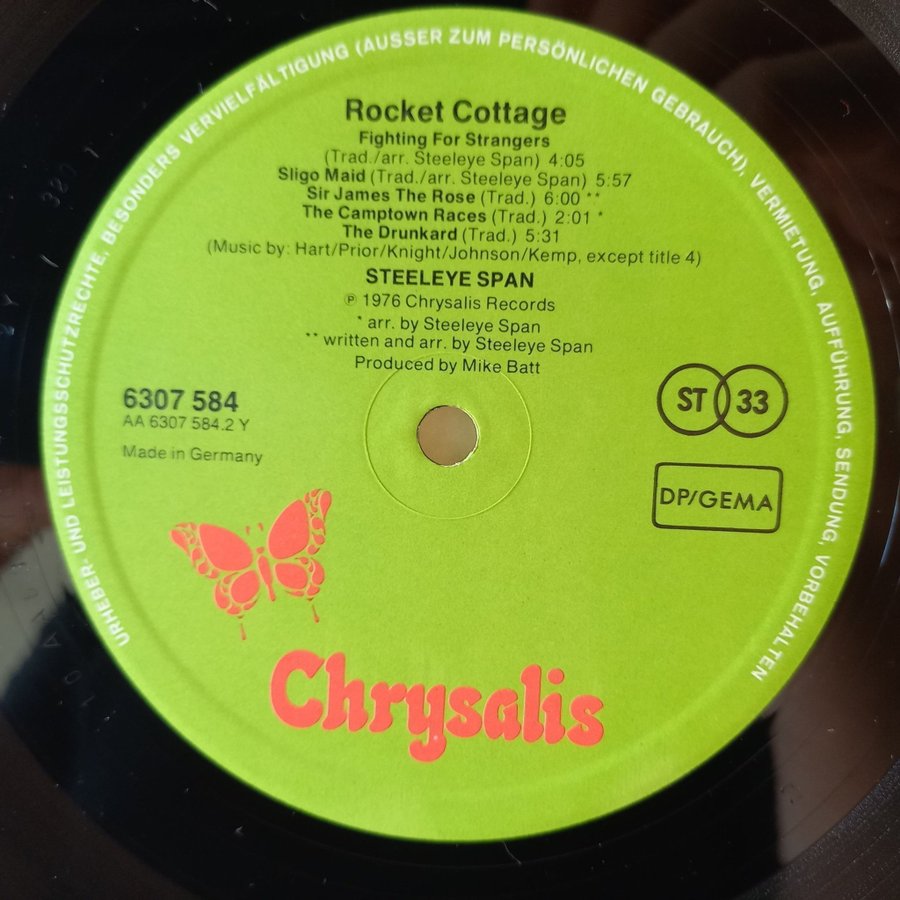 URHEBER- UND LEISTUNGSSCHUTZRECHTE, BESONDERS VERVIELFÄLTIGUNG (AUSSER ZUM PERSÖNLICHEN GEBRAUCH), VERMIETUNG, AUFFÜHRUNG, SENDUNG, VORBEHALTEN
Rocket Cottage
Fighting For Strangers
(Trad./arr. Steeleye Span) 4:05
Sligo Maid (Trad./arr. Steeleye Span) 5:57
Sir James The Rose (Trad.) 6:00 **
The Camptown Races (Trad.) 2:01 *
The Drunkard (Trad.) 5:31
(Music by: Hart/Prior/Knight/Johnson/Kemp, except title 4)
STEELEYE SPAN
℗ 1976 Chrysalis Records
* arr. by Steeleye Span
** written and arr. by Steeleye Span
Produced by Mike Batt
6307 584
AA 6307 584.2 Y
Made in Germany
ST 33
DP/GEMA
Chrysalis